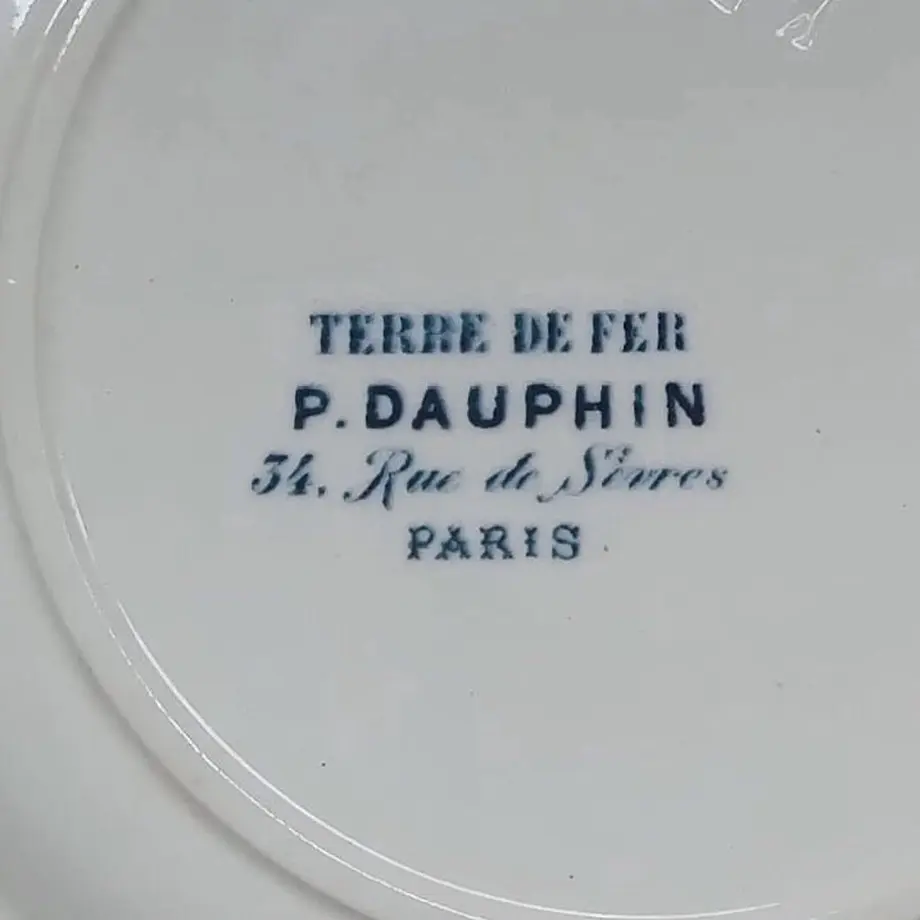 TERRE DE FER
P. DAUPHIN
34, Rue de Sèvres
PARIS